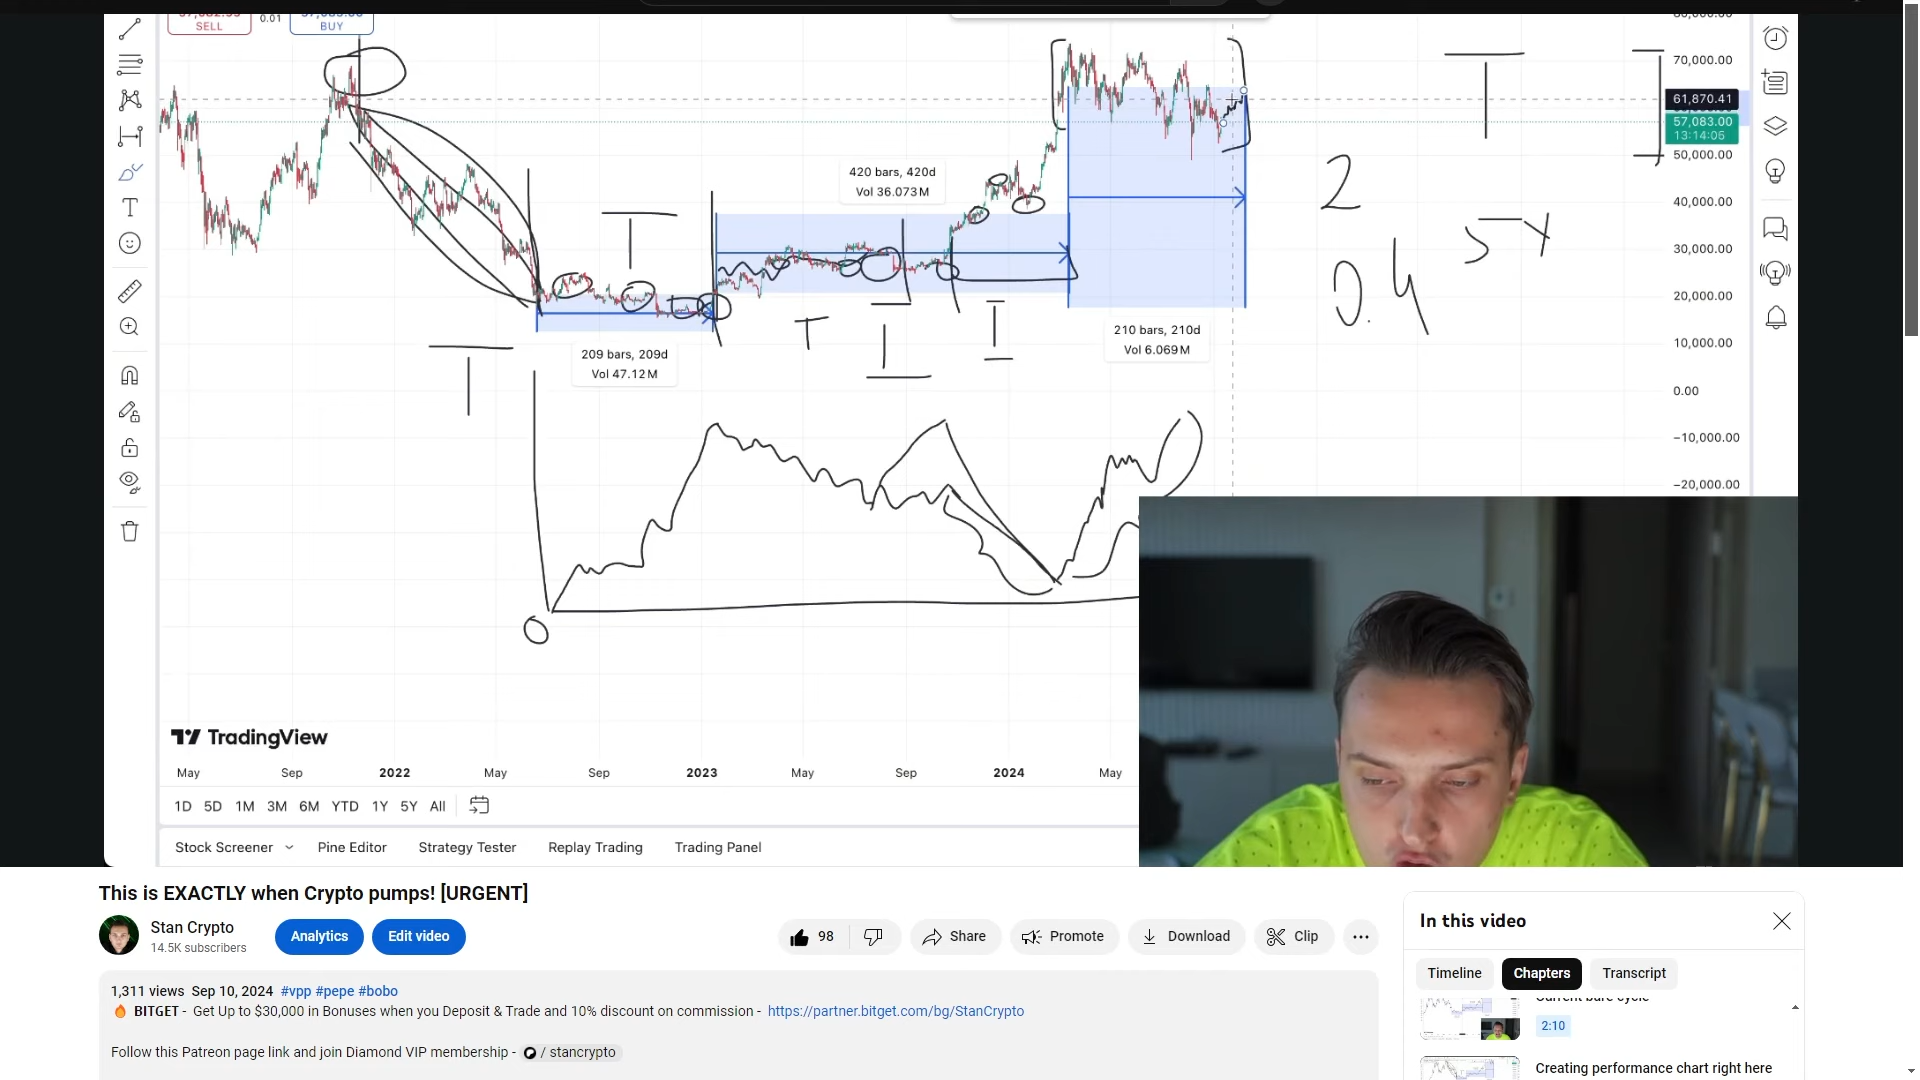 SELL
0.01
BUY
70,000.00
61,870.41
57,083.00
13:14:06
50,000.00
40,000.00
30,000.00
20,000.00
10,000.00
0.00
−10,000.00
−20,000.00
420 bars, 420d
Vol 36.073M
209 bars, 209d
Vol 47.12M
210 bars, 210d
Vol 6.069M
T
T
T
I
I
T
2
0.4
5 - Y
0
TradingView
May Sep 2022 May Sep 2023 May Sep 2024 May
1D 5D 1M 3M 6M YTD 1Y 5Y All
Stock Screener Pine Editor Strategy Tester Replay Trading Trading Panel
This is EXACTLY when Crypto pumps! [URGENT]
Stan Crypto
14.5K subscribers
Analytics
Edit video
98
Share
Promote
Download
Clip
1,311 views Sep 10, 2024 #vpp #pepe #bobo
🔥 BITGET - Get Up to $30,000 in Bonuses when you Deposit & Trade and 10% discount on commission - https://partner.bitget.com/bg/StanCrypto
Follow this Patreon page link and join Diamond VIP membership - / stancrypto
In this video
Timeline
Chapters
Transcript
2:10
Creating performance chart right here